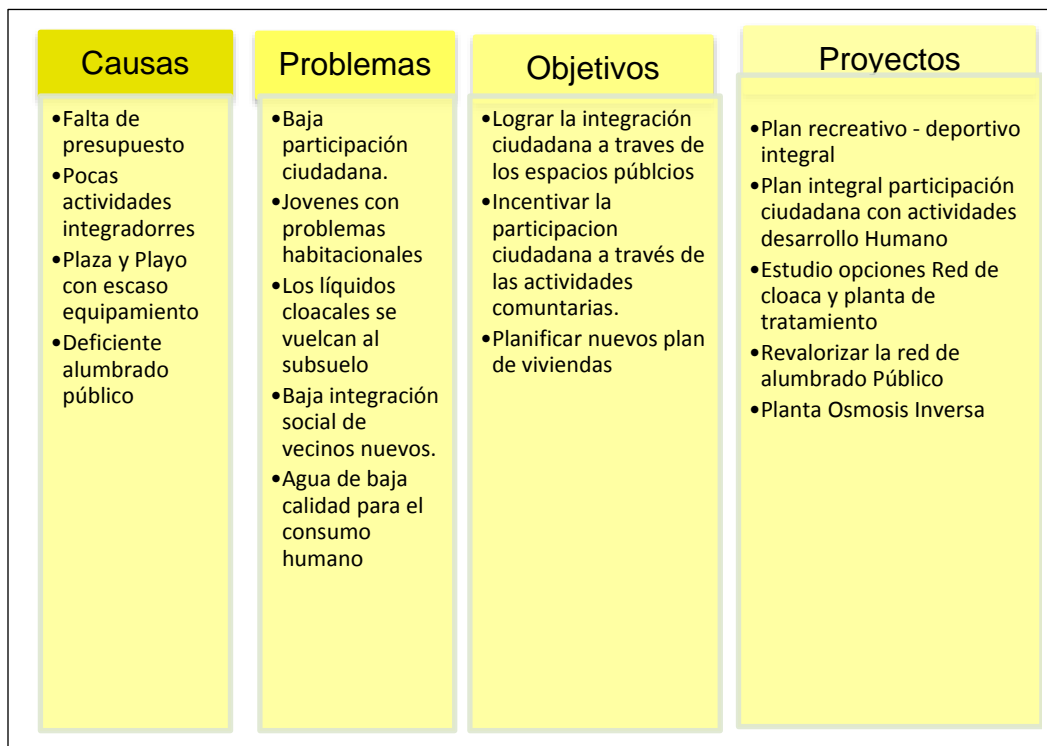 Causas
•Falta de
presupuesto
•Pocas
actividades
integradorres
•Plaza y Playo
con escaso
equipamiento
•Deficiente
alumbrado
público
Problemas
•Baja
participación
ciudadana.
•Jovenes con
problemas
habitacionales
•Los líquidos
cloacales se
vuelcan al
subsuelo
•Baja integración
social de
vecinos nuevos.
•Agua de baja
calidad para el
consumo
humano
Objetivos
•Lograr la integración
ciudadana a traves de
los espacios públcios
•Incentivar la
participacion
ciudadana a través de
las actividades
comuntarias.
•Planificar nuevos plan
de viviendas
Proyectos
•Plan recreativo - deportivo
integral
•Plan integral participación
ciudadana con actividades
desarrollo Humano
•Estudio opciones Red de
cloaca y planta de
tratamiento
•Revalorizar la red de
alumbrado Público
•Planta Osmosis Inversa